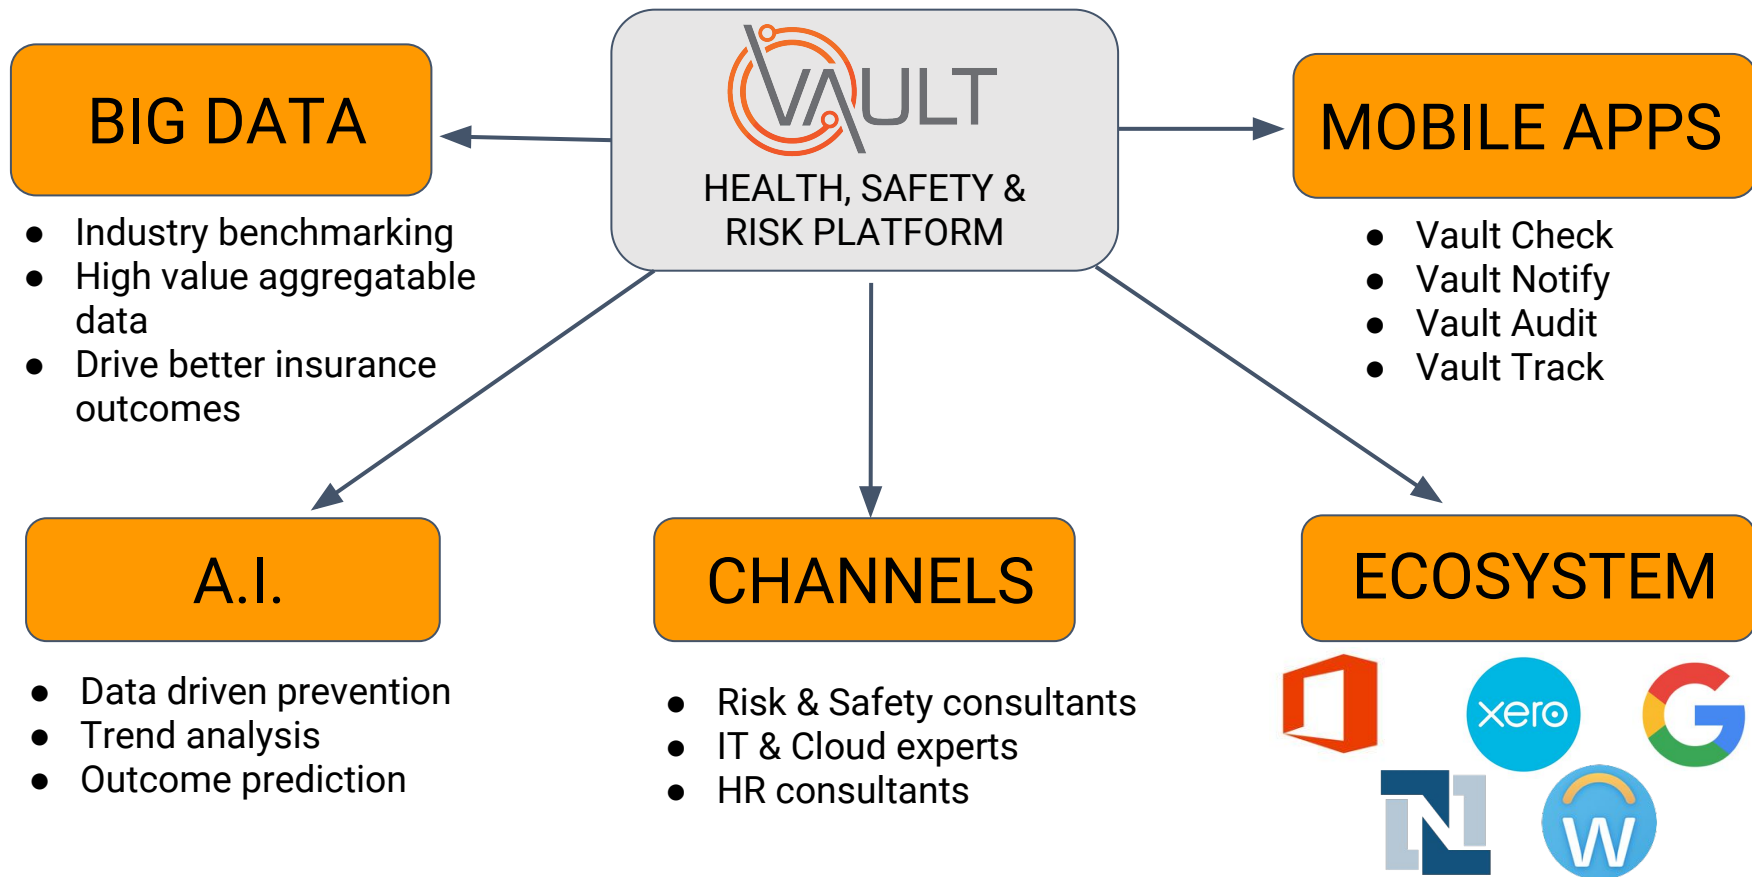 VAULT
HEALTH, SAFETY &
RISK PLATFORM
BIG DATA
● Industry benchmarking
● High value aggregatable
data
● Drive better insurance
outcomes
MOBILE APPS
● Vault Check
● Vault Notify
● Vault Audit
● Vault Track
A.I.
● Data driven prevention
● Trend analysis
● Outcome prediction
CHANNELS
● Risk & Safety consultants
● IT & Cloud experts
● HR consultants
ECOSYSTEM
xero
G
N
W